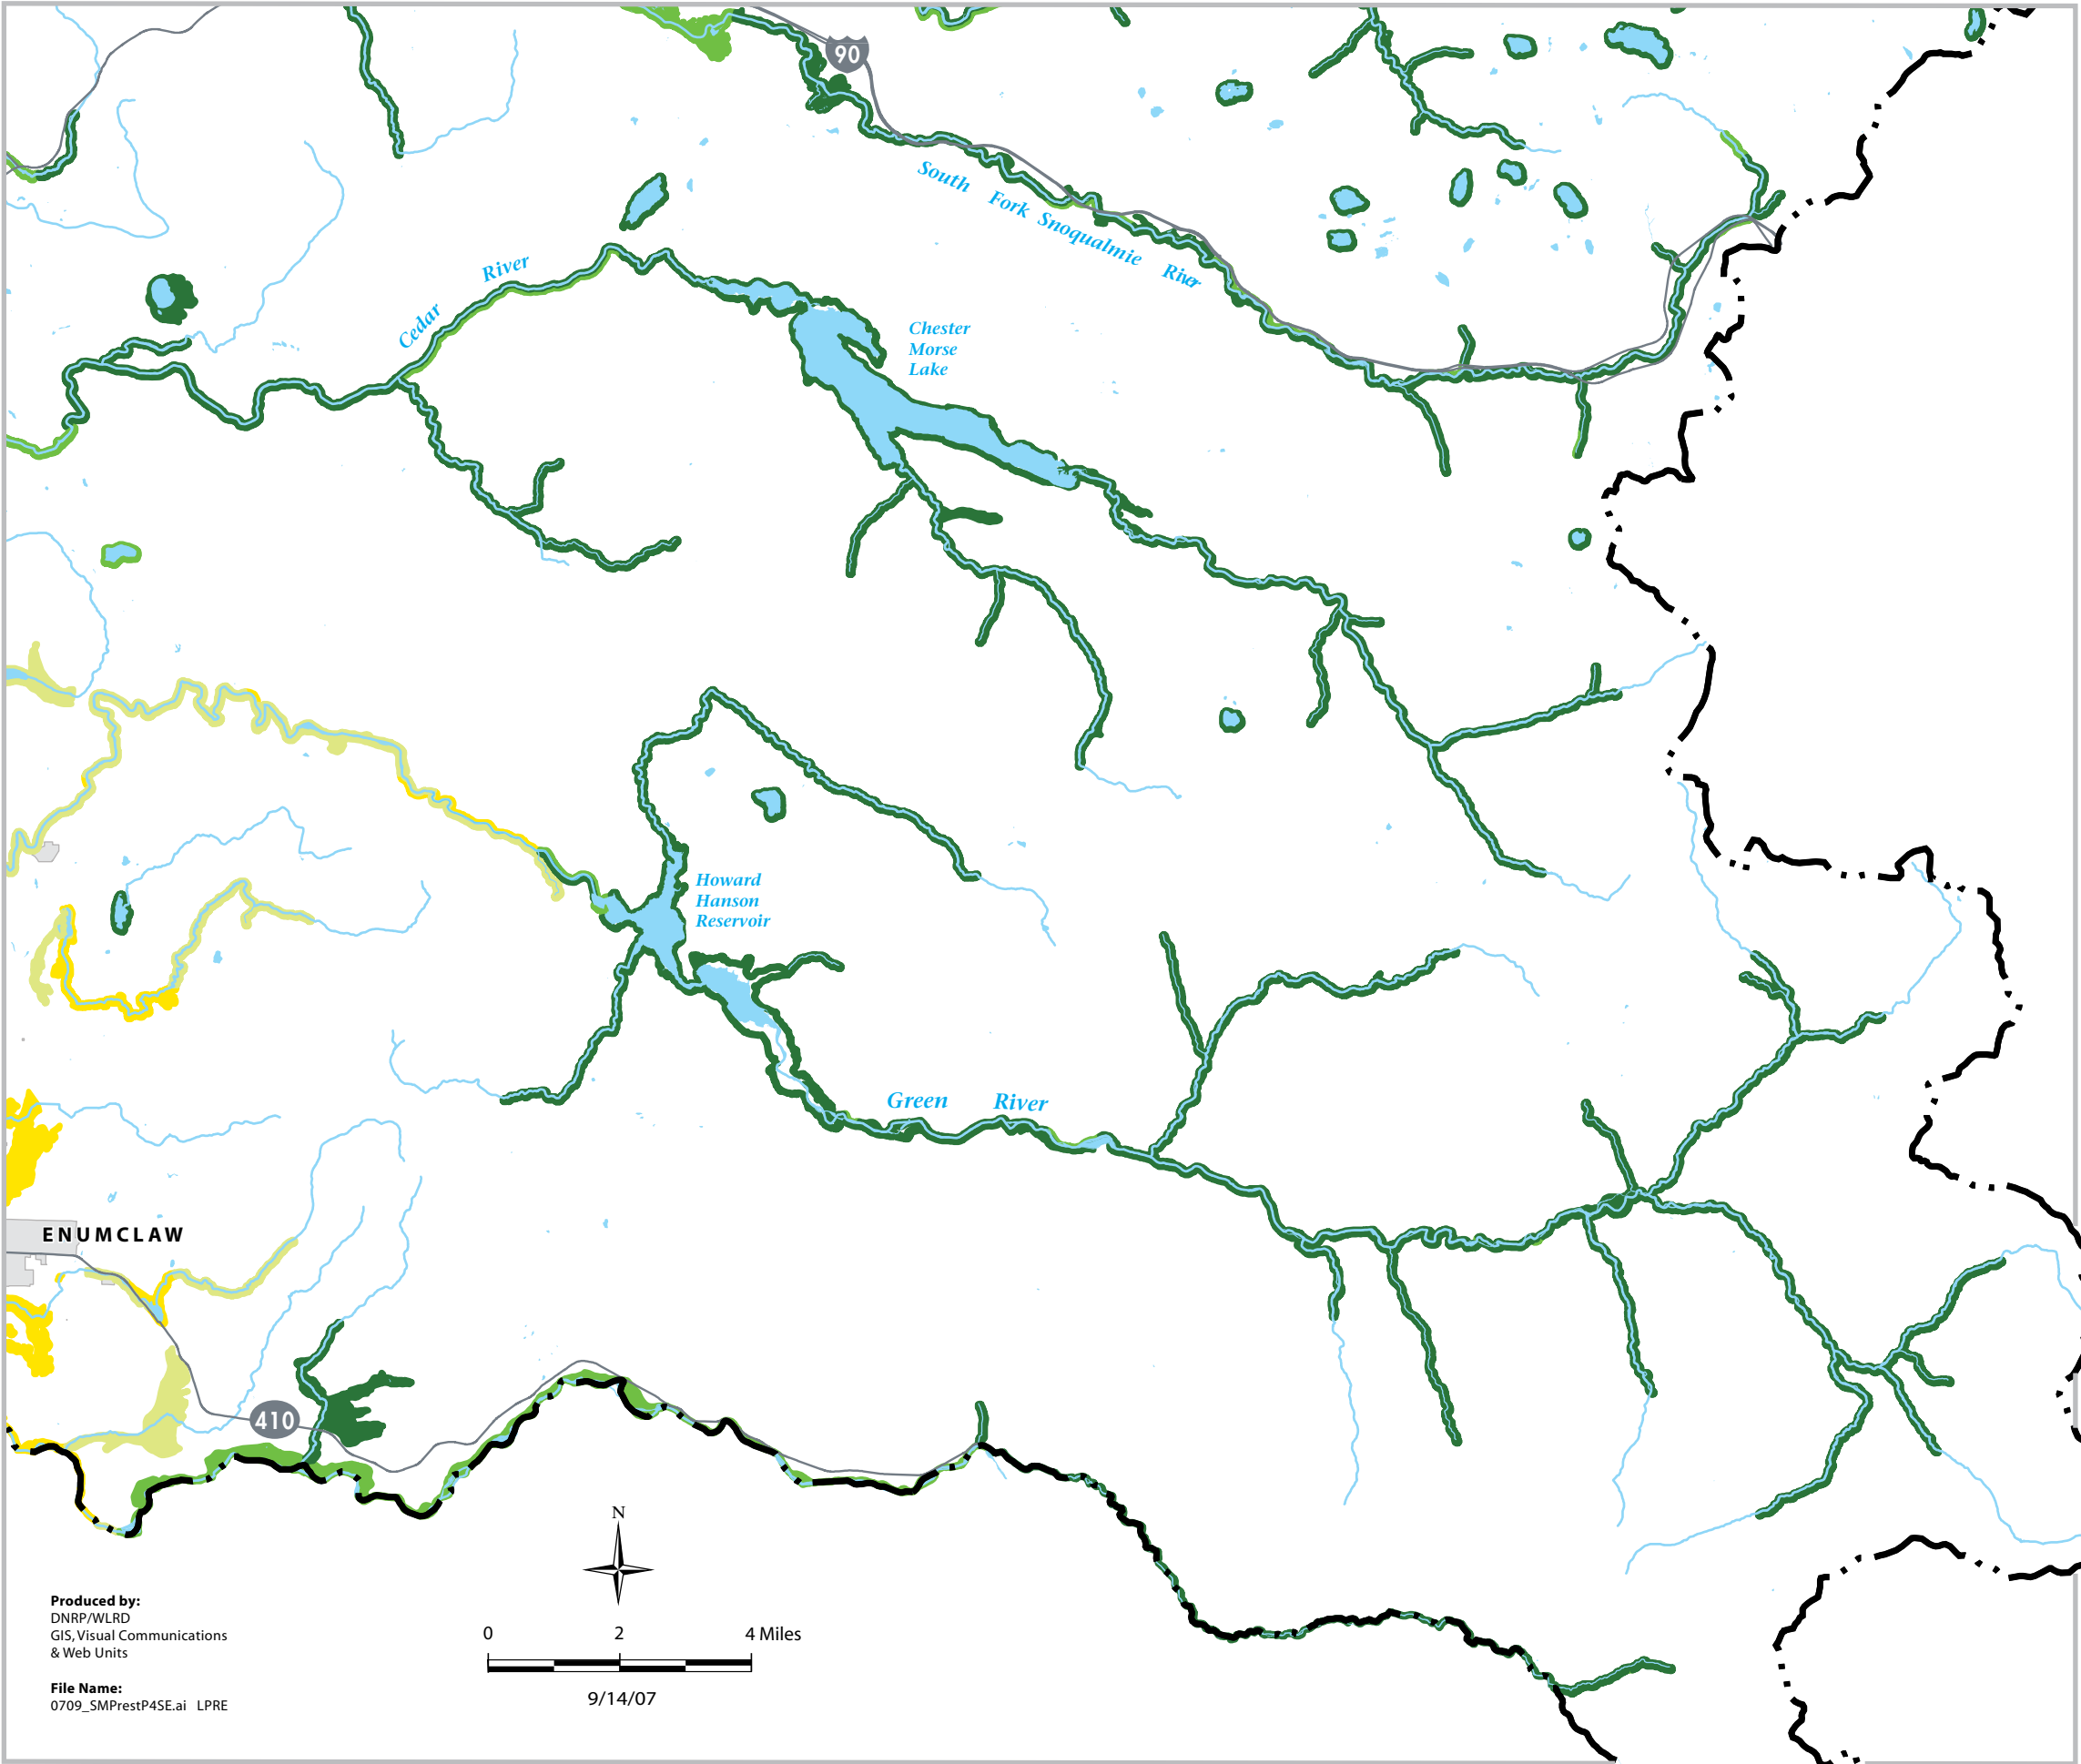 90
South Fork Snoqualmie River
Cedar River
Chester
Morse
Lake
Howard
Hanson
Reservoir
Green River
ENUMCLAW
410
N
0 2 4 Miles
9/14/07
Produced by:
DNRP/WLRD
GIS, Visual Communications
& Web Units
File Name:
0709_SMPrestP4SE.ai LPRE